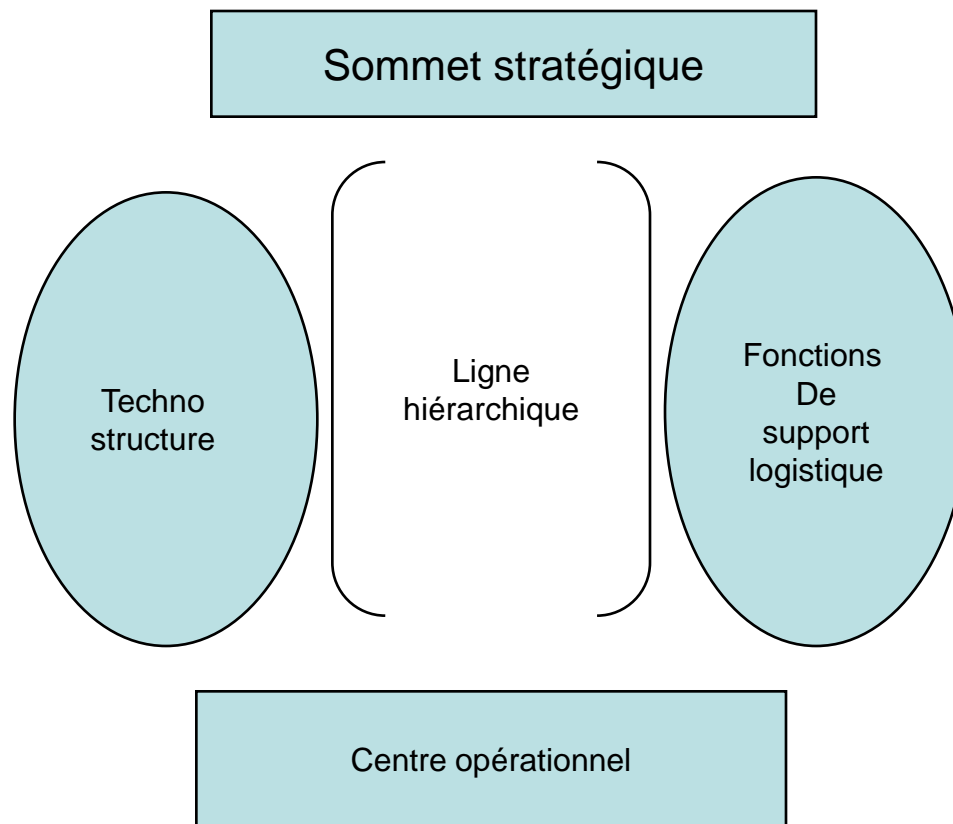 Sommet stratégique
Techno
structure
Ligne
hiérarchique
Fonctions
De
support
logistique
Centre opérationnel